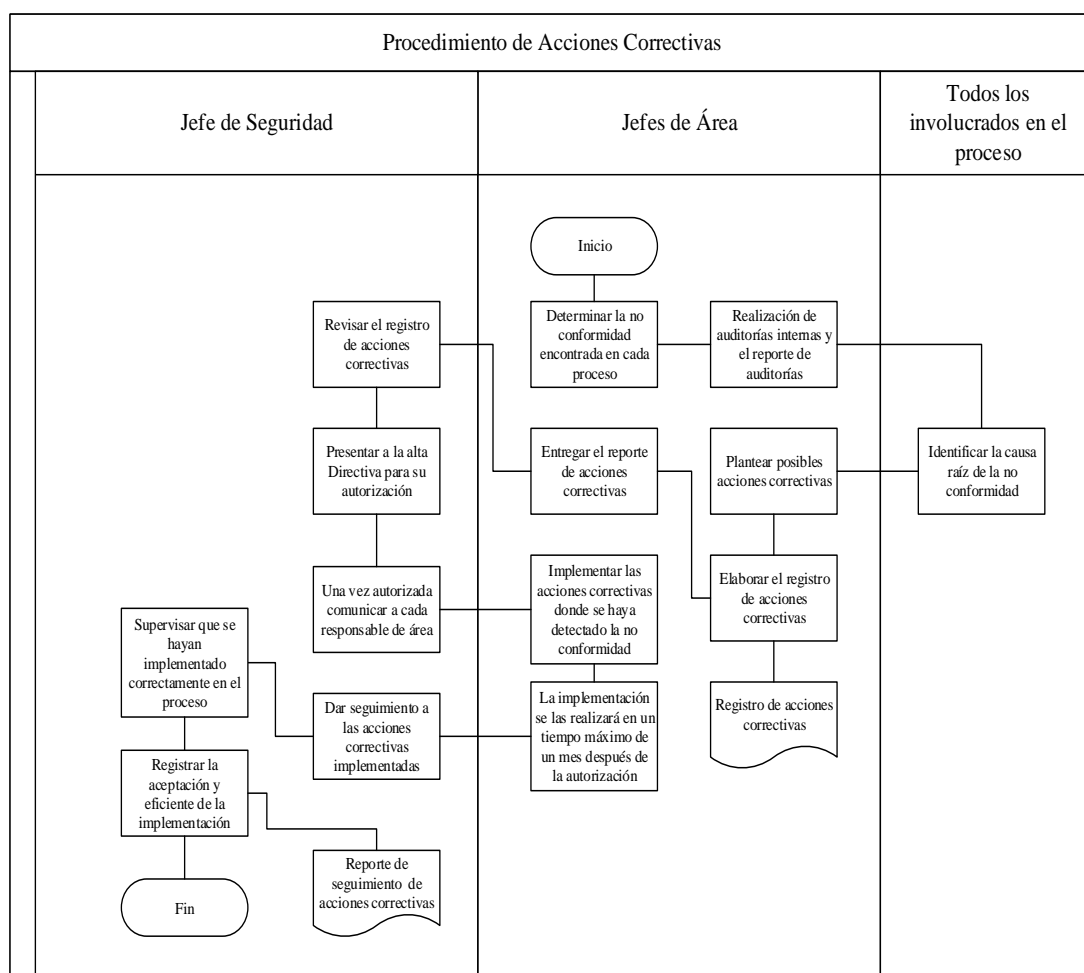 Procedimiento de Acciones Correctivas
Jefe de Seguridad
Jefes de Área
Todos los
involucrados en el
proceso
Inicio
Revisar el registro
de acciones
correctivas
Determinar la no
conformidad
encontrada en cada
proceso
Realización de
auditorías internas y
el reporte de
auditorías
Presentar a la alta
Directiva para su
autorización
Entregar el reporte
de acciones
correctivas
Plantear posibles
acciones correctivas
Identificar la causa
raíz de la no
conformidad
Una vez autorizada
comunicar a cada
responsable de área
Implementar las
acciones correctivas
donde se haya
detectado la no
conformidad
Elaborar el registro
de acciones
correctivas
Supervisar que se
hayan
implementado
correctamente en el
proceso
Dar seguimiento a
las acciones
correctivas
implementadas
La implementación
se las realizará en un
tiempo máximo de
un mes después de
la autorización
Registro de acciones
correctivas
Registrar la
aceptación y
eficiente de la
implementación
Reporte de
seguimiento de
acciones correctivas
Fin